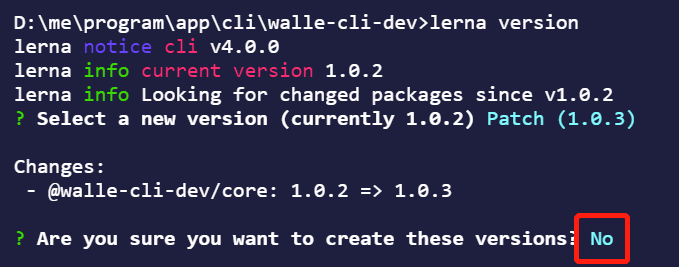 D:\me\program\app\cli\walle-cli-dev>lerna version
lerna notice cli v4.0.0
lerna info current version 1.0.2
lerna info Looking for changed packages since v1.0.2
? Select a new version (currently 1.0.2) Patch (1.0.3)
Changes:
- @walle-cli-dev/core: 1.0.2 => 1.0.3
? Are you sure you want to create these versions? No